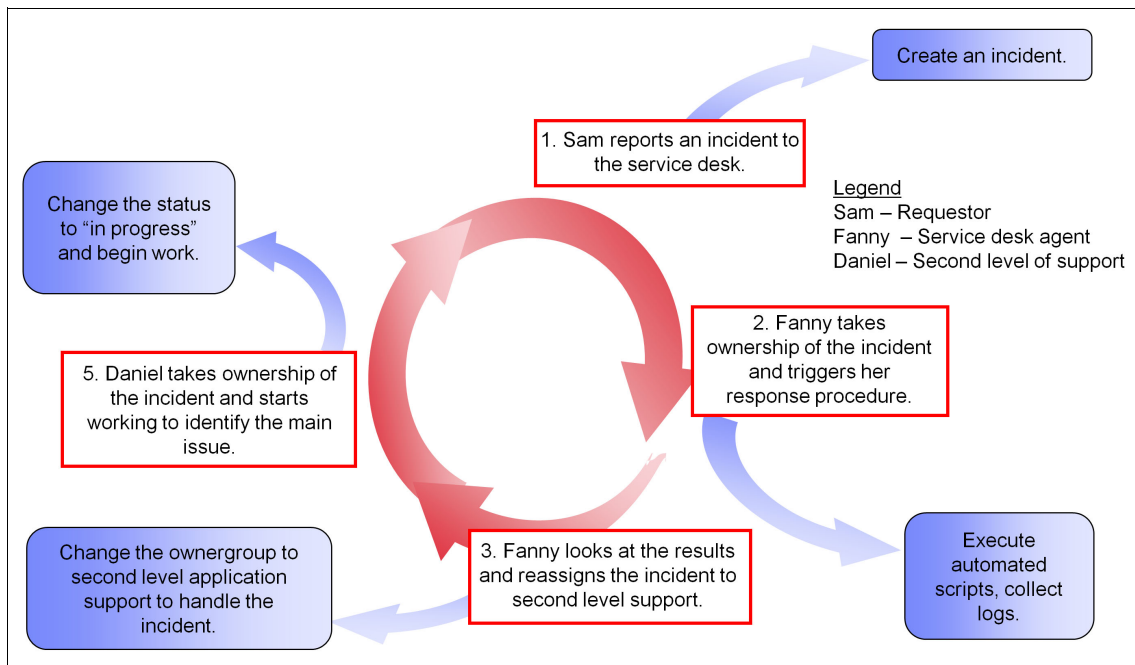 Create an incident.
1. Sam reports an incident to
the service desk.
Legend
Sam – Requestor
Fanny – Service desk agent
Daniel – Second level of support
Change the status
to “in progress”
and begin work.
2. Fanny takes
ownership of the incident
and triggers her
response procedure.
5. Daniel takes ownership of
the incident and starts
working to identify the main
issue.
3. Fanny looks at the results
and reassigns the incident to
second level support.
Change the ownergroup to
second level application
support to handle the
incident.
Execute
automated
scripts, collect
logs.